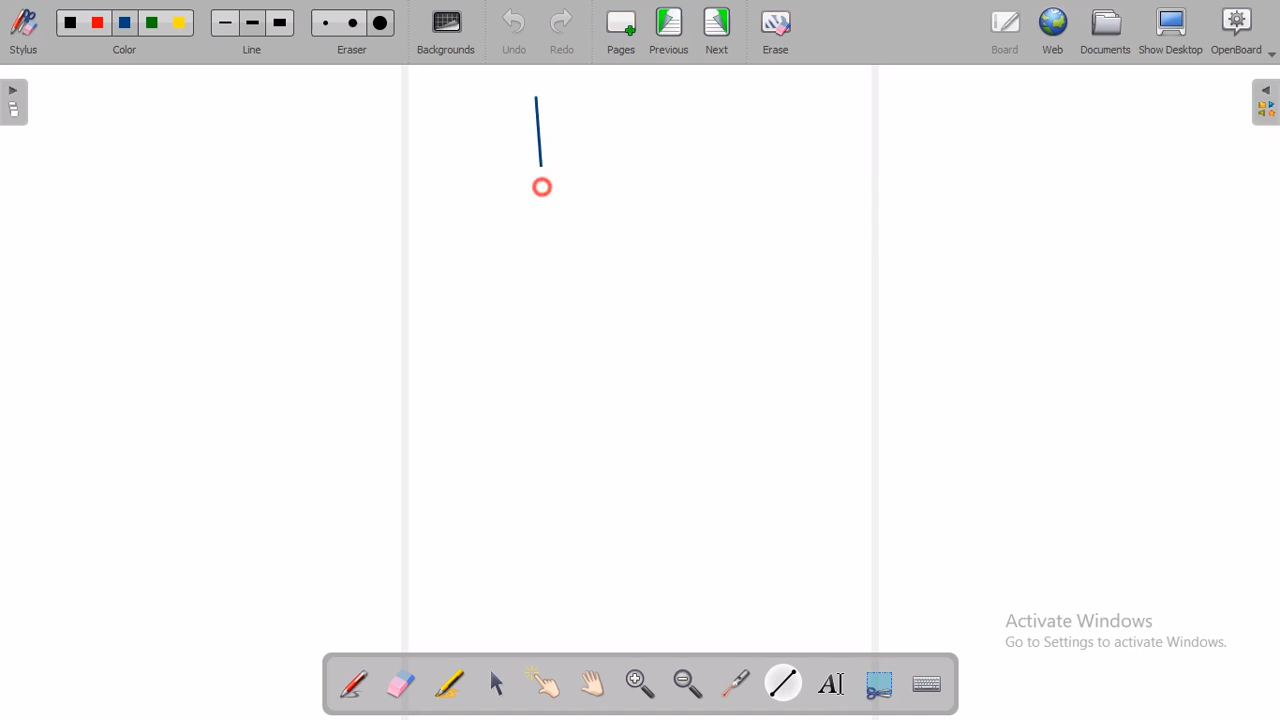 Stylus Color Line Eraser Backgrounds Undo Redo Pages Previous Next Erase Board Web Documents Show Desktop OpenBoard
Activate Windows
Go to Settings to activate Windows.
AI